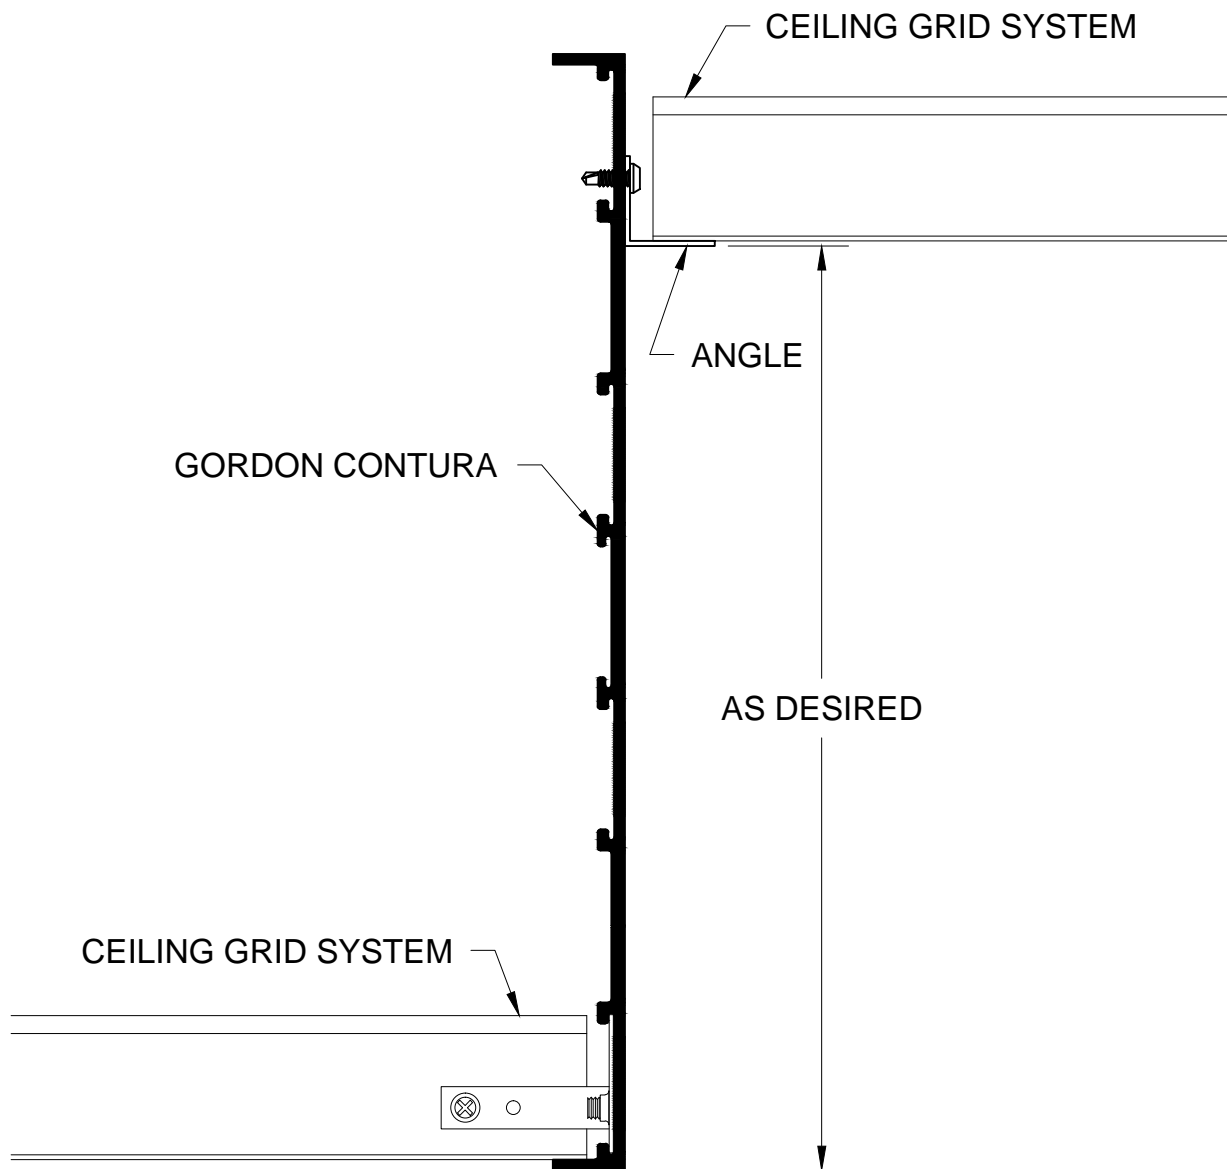 CEILING GRID SYSTEM
ANGLE
GORDON CONTURA
AS DESIRED
CEILING GRID SYSTEM